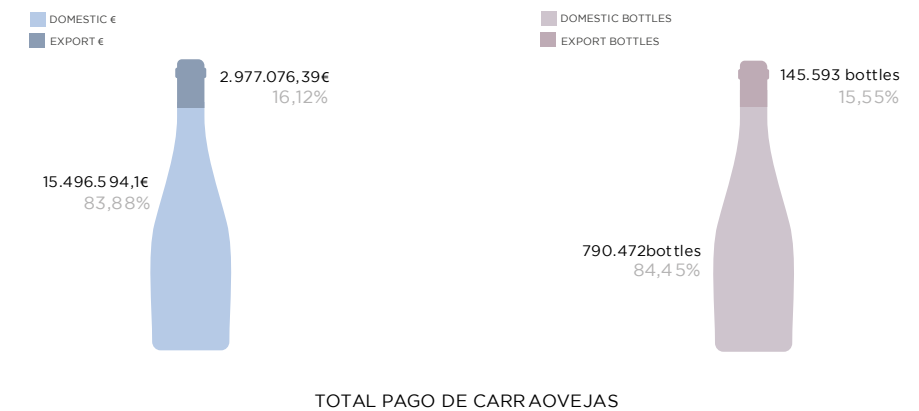 DOMESTIC €
EXPORT €
2.977.076,39€
16,12%
15.496.594,1€
83,88%
DOMESTIC BOTTLES
EXPORT BOTTLES
145.593 bottles
15,55%
790.472bottles
84,45%
TOTAL PAGO DE CARRAOVEJAS